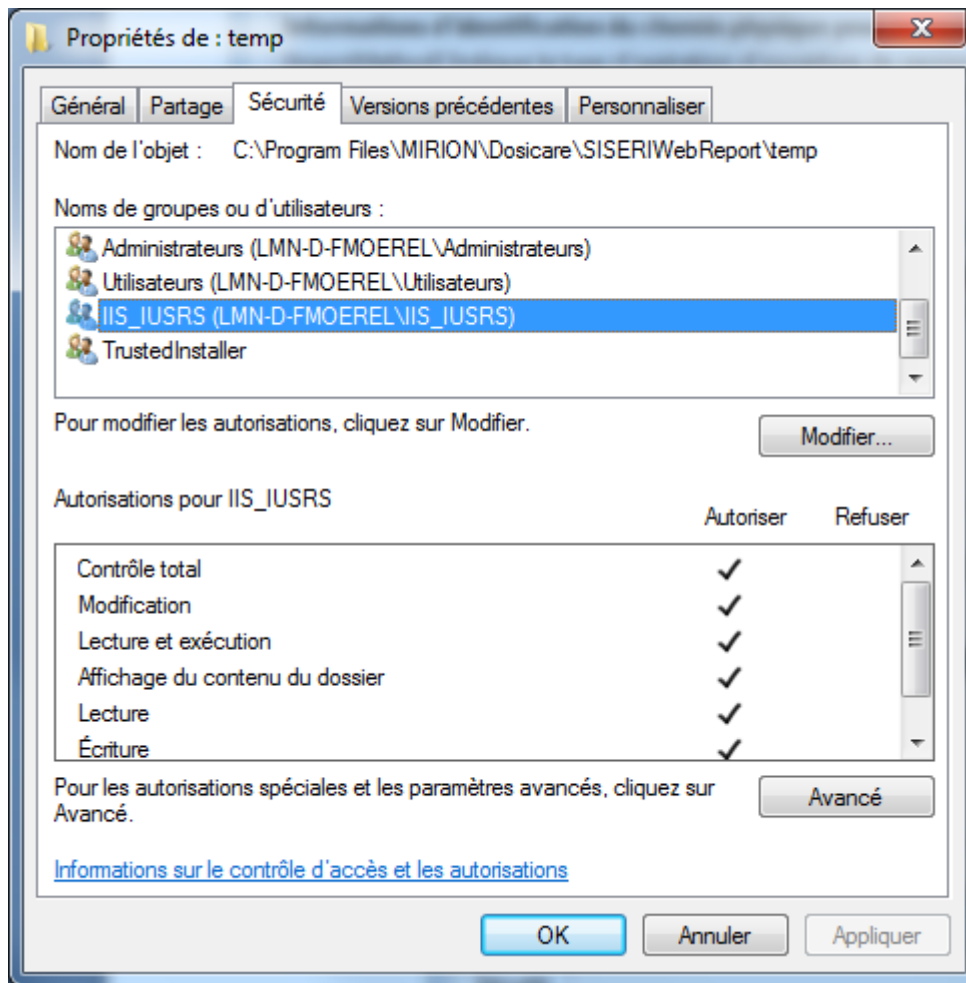 Propriétés de : temp
Général Partage Sécurité Versions précédentes Personnaliser
Nom de l'objet : C:\Program Files\MIRION\Dosicare\SISERIWebReport\temp
Noms de groupes ou d'utilisateurs :
Administrateurs (LMN-D-FMOEREL\Administrateurs)
Utilisateurs (LMN-D-FMOEREL\Utilisateurs)
IIS_IUSRS (LMN-D-FMOEREL\IIS_IUSRS)
TrustedInstaller
Pour modifier les autorisations, cliquez sur Modifier.
Modifier...
Autorisations pour IIS_IUSRS
Autoriser Refuser
Contrôle total
Modification
Lecture et exécution
Affichage du contenu du dossier
Lecture
Écriture
Pour les autorisations spéciales et les paramètres avancés, cliquez sur
Avancé.
Avancé
Informations sur le contrôle d'accès et les autorisations
OK Annuler Appliquer